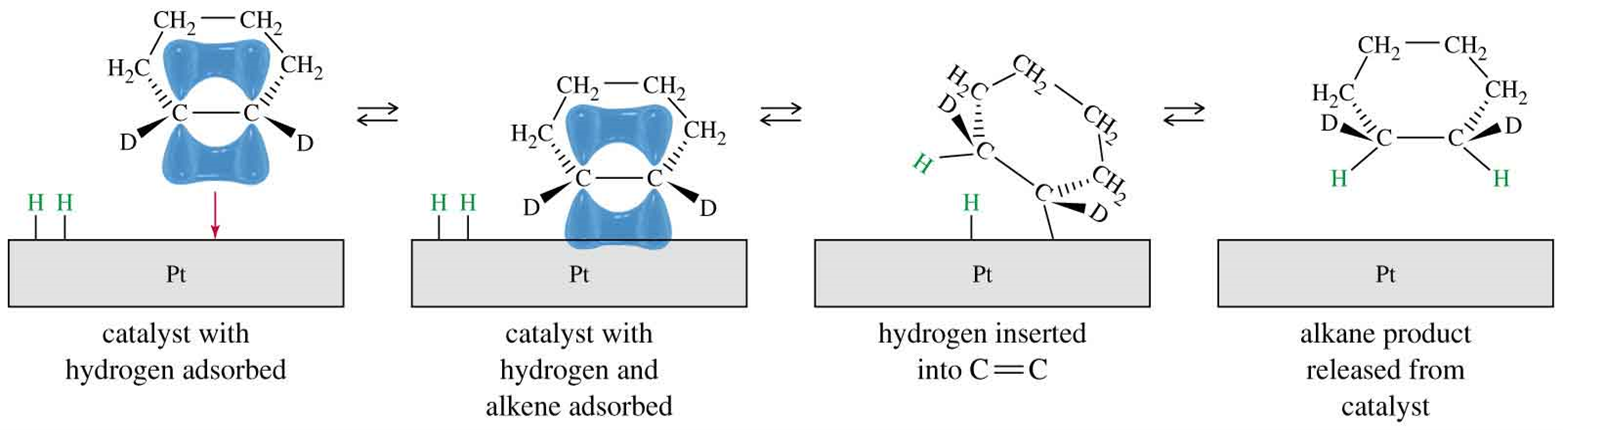 CH₂—CH₂
H₂C CH₂
C—C
D D
H H
Pt
catalyst with
hydrogen adsorbed
CH₂—CH₂
H₂C CH₂
C—C
D D
H H
Pt
catalyst with
hydrogen and
alkene adsorbed
CH₂
H₂C
D
CH₂
C
H
CH₂
C
D
H
Pt
hydrogen inserted
into C=C
CH₂—CH₂
H₂C CH₂
D D
C—C
H H
Pt
alkane product
released from
catalyst